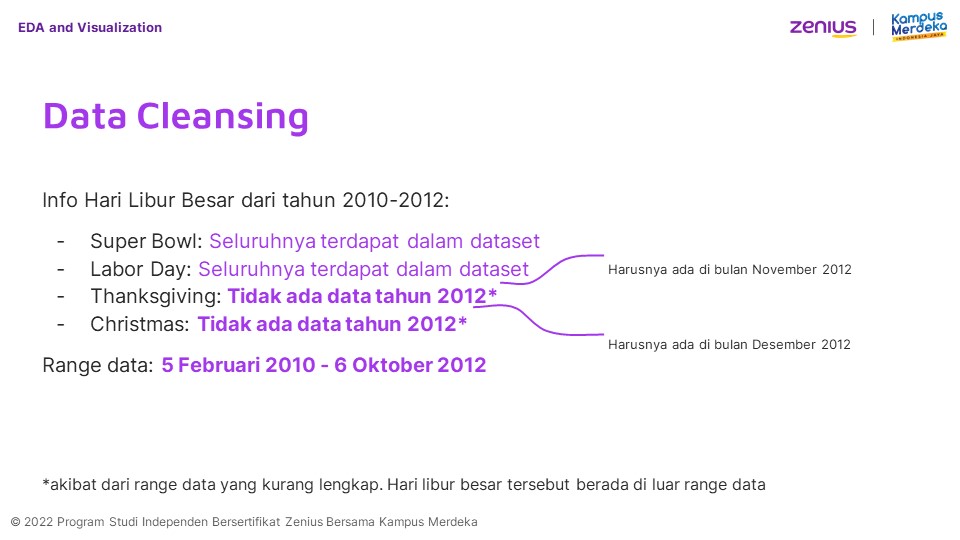 EDA and Visualization
zenius
Kampus
Merdeka
INDONESIA JAYA
Data Cleansing
Info Hari Libur Besar dari tahun 2010-2012:
- Super Bowl: Seluruhnya terdapat dalam dataset
- Labor Day: Seluruhnya terdapat dalam dataset
Harusnya ada di bulan November 2012
- Thanksgiving: Tidak ada data tahun 2012*
- Christmas: Tidak ada data tahun 2012*
Harusnya ada di bulan Desember 2012
Range data: 5 Februari 2010 - 6 Oktober 2012
*akibat dari range data yang kurang lengkap. Hari libur besar tersebut berada di luar range data
© 2022 Program Studi Independen Bersertifikat Zenius Bersama Kampus Merdeka